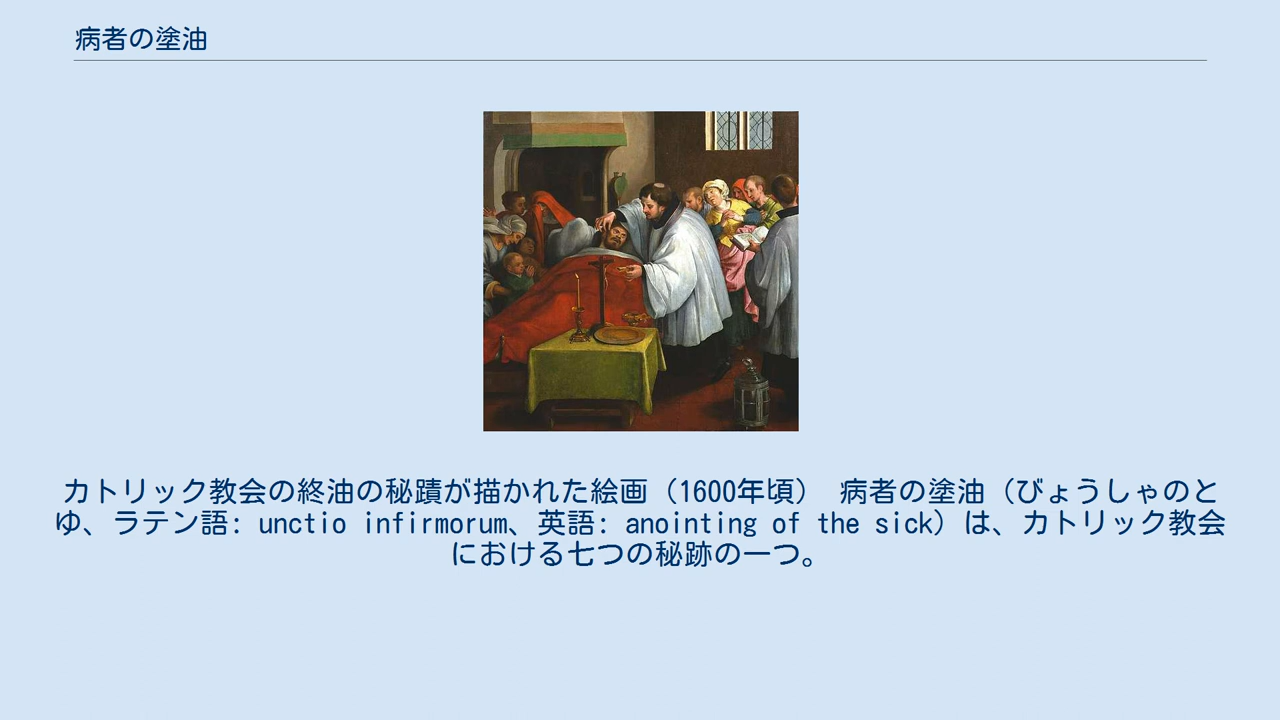 病者の塗油
カトリック教会の終油の秘蹟が描かれた絵画（1600年頃） 病者の塗油（びょうしゃのと
ゆ、ラテン語: unctio infirmorum、英語: anointing of the sick）は、カトリック教会
における七つの秘跡の一つ。